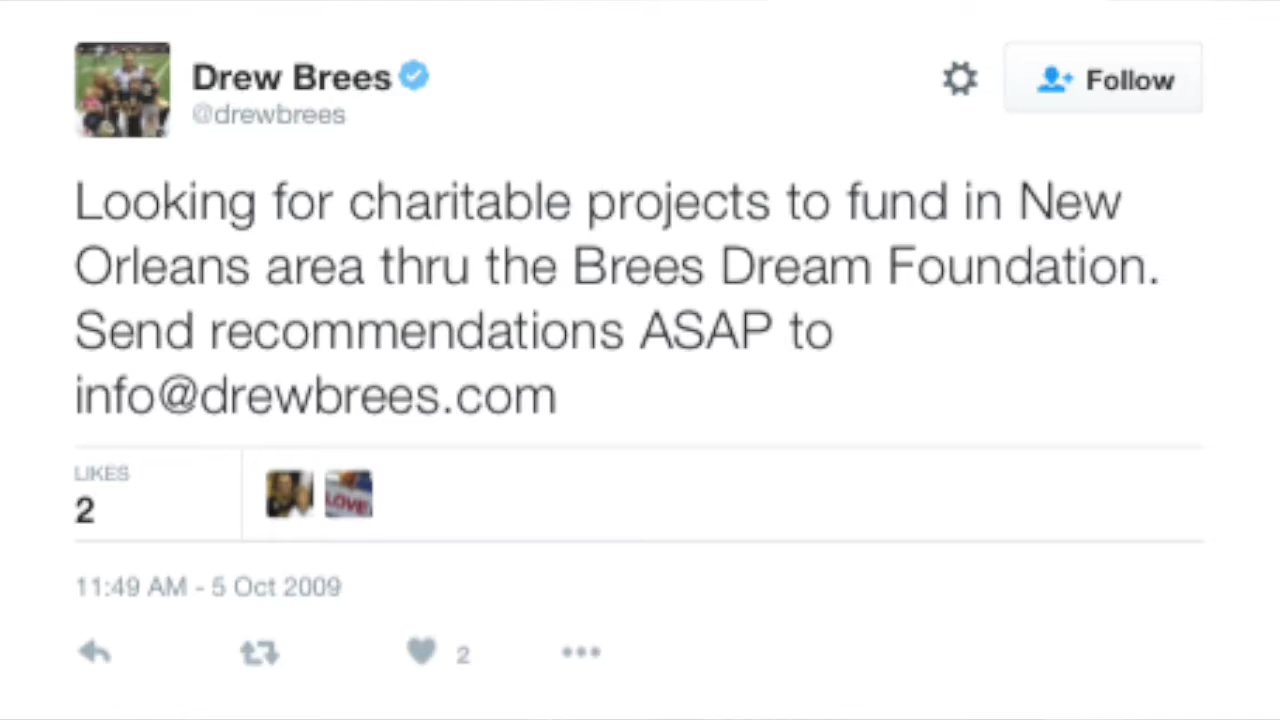 Drew Brees
@drewbrees
Follow
Looking for charitable projects to fund in New
Orleans area thru the Brees Dream Foundation.
Send recommendations ASAP to
info@drewbrees.com
LIKES
2
LOVE
11:49 AM - 5 Oct 2009
2